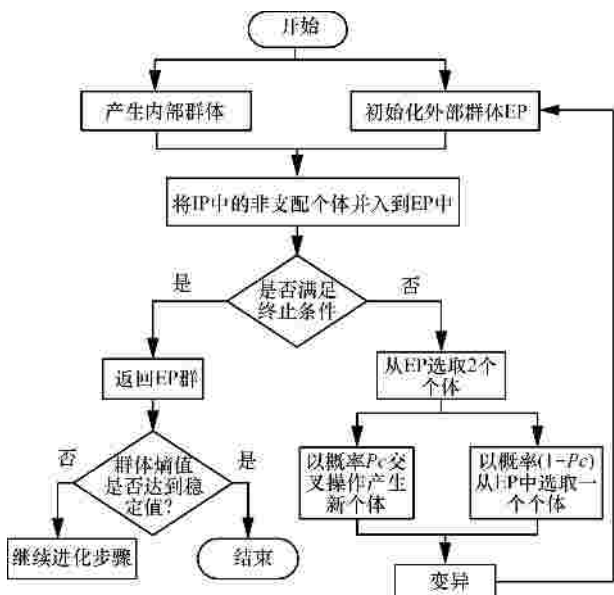 开始
产生内部群体
初始化外部群体EP
将IP中的非支配个体并入到EP中
是
是否满足
终止条件
否
返回EP群
从EP选取2个
个体
否
群体熵值
是否达到稳
定值?
是
以概率Pc交
叉操作产生
新个体
以概率(1-Pc)
从EP中选取一
个个体
继续进化步骤
结束
变异